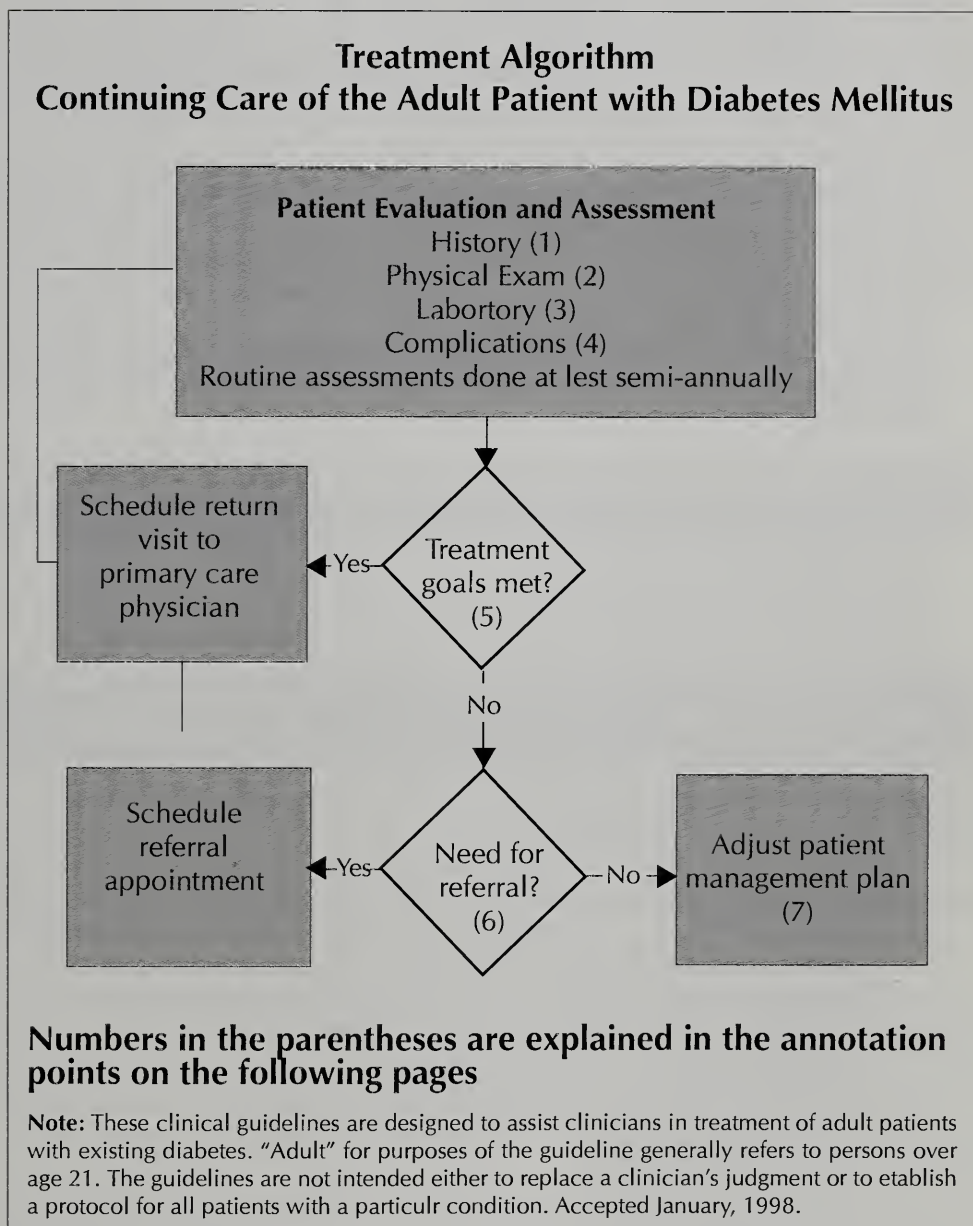 Treatment Algorithm
Continuing Care of the Adult Patient with Diabetes Mellitus
Patient Evaluation and Assessment
History (1)
Physical Exam (2)
Labortory (3)
Complications (4)
Routine assessments done at lest semi-annually
Schedule return
visit to
primary care
physician
Yes
Treatment
goals met?
(5)
No
Schedule
referral
appointment
Yes
Need for
referral?
(6)
No
Adjust patient
management plan
(7)
Numbers in the parentheses are explained in the annotation
points on the following pages
Note: These clinical guidelines are designed to assist clinicians in treatment of adult patients
with existing diabetes. “Adult” for purposes of the guideline generally refers to persons over
age 21. The guidelines are not intended either to replace a clinician’s judgment or to etablish
a protocol for all patients with a particulr condition. Accepted January, 1998.